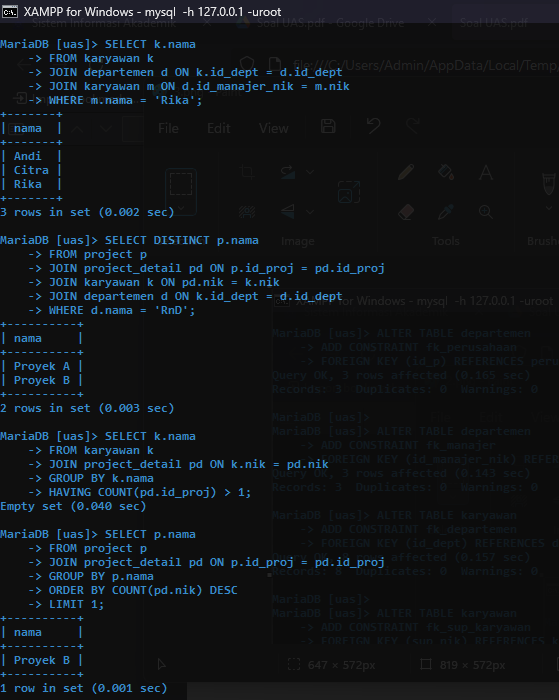 XAMPP for Windows - mysql -h 127.0.0.1 -uroot
MariaDB [uas]> SELECT k.nama
    -> FROM karyawan k
    -> JOIN departemen d ON k.id_dept = d.id_dept
    -> JOIN karyawan m ON d.id_manajer_nik = m.nik
    -> WHERE m.nama = 'Rika';
+-------+
| nama  |
+-------+
| Andi  |
| Citra |
| Rika  |
+-------+
3 rows in set (0.002 sec)
MariaDB [uas]> SELECT DISTINCT p.nama
    -> FROM project p
    -> JOIN project_detail pd ON p.id_proj = pd.id_proj
    -> JOIN karyawan k ON pd.nik = k.nik
    -> JOIN departemen d ON k.id_dept = d.id_dept
    -> WHERE d.nama = 'RnD';
+----------+
| nama     |
+----------+
| Proyek A |
| Proyek B |
+----------+
2 rows in set (0.003 sec)
MariaDB [uas]> SELECT k.nama
    -> FROM karyawan k
    -> JOIN project_detail pd ON k.nik = pd.nik
    -> GROUP BY k.nama
    -> HAVING COUNT(pd.id_proj) > 1;
Empty set (0.040 sec)
MariaDB [uas]> SELECT p.nama
    -> FROM project p
    -> JOIN project_detail pd ON p.id_proj = pd.id_proj
    -> GROUP BY p.nama
    -> ORDER BY COUNT(pd.nik) DESC
    -> LIMIT 1;
+----------+
| nama     |
+----------+
| Proyek B |
+----------+
1 row in set (0.001 sec)
Sistem Informasi Akademik
Soal UAS.pdf - Google Drive
Soal UAS.pdf
file:///C:/Users/Admin/AppData/Local/Temp/
File
Edit
View
Image
Tools
Brushe
XAMPP for Windows - mysql -h 127.0.0.1 -uroot
MariaDB [uas]> ALTER TABLE departemen
    -> ADD CONSTRAINT fk_perusahaan
    -> FOREIGN KEY (id_p) REFERENCES peru
Query OK, 3 rows affected (0.165 sec)
Records: 3  Duplicates: 0  Warnings: 0
MariaDB [uas]>
MariaDB [uas]> ALTER TABLE departemen
    -> ADD CONSTRAINT fk_manajer
    -> FOREIGN KEY (id_manajer_nik) REFE
Query OK, 3 rows affected (0.143 sec)
Records: 3  Duplicates: 0  Warnings: 0
MariaDB [uas]> ALTER TABLE karyawan
    -> ADD CONSTRAINT fk_departemen
    -> FOREIGN KEY (id_dept) REFERENCES d
rows affected (0.157 sec)
Duplicates: 0  Warnings: 0
MariaDB [uas]>
MariaDB [uas]> ALTER TABLE karyawan
    -> ADD CONSTRAINT fk_sup_karyawan
    -> FOREIGN KEY (sup_nik) REFERENCES k
647 × 572px
819 × 572px